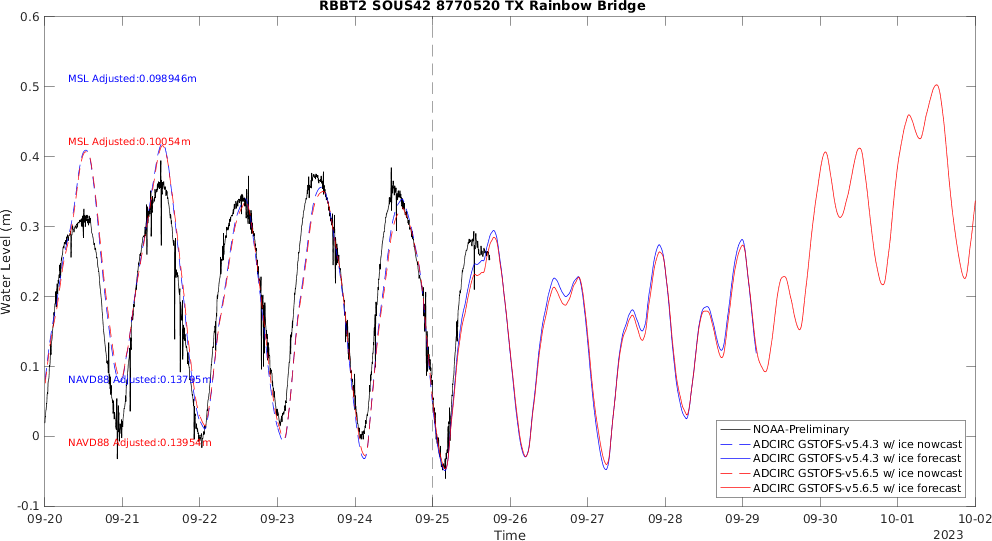 RBBT2 SOUS42 8770520 TX Rainbow Bridge
0.6
0.5
0.4
0.3
0.2
0.1
0
-0.1
Water Level (m)
MSL Adjusted:0.098946m
MSL Adjusted:0.10054m
NAVD88 Adjusted:0.13795m
NAVD88 Adjusted:0.13954m
NOAA-Preliminary
ADCIRC GSTOFS-v5.4.3 w/ ice nowcast
ADCIRC GSTOFS-v5.4.3 w/ ice forecast
ADCIRC GSTOFS-v5.6.5 w/ ice nowcast
ADCIRC GSTOFS-v5.6.5 w/ ice forecast
09-20 09-21 09-22 09-23 09-24 09-25 09-26 09-27 09-28 09-29 09-30 10-01 10-02
Time
2023